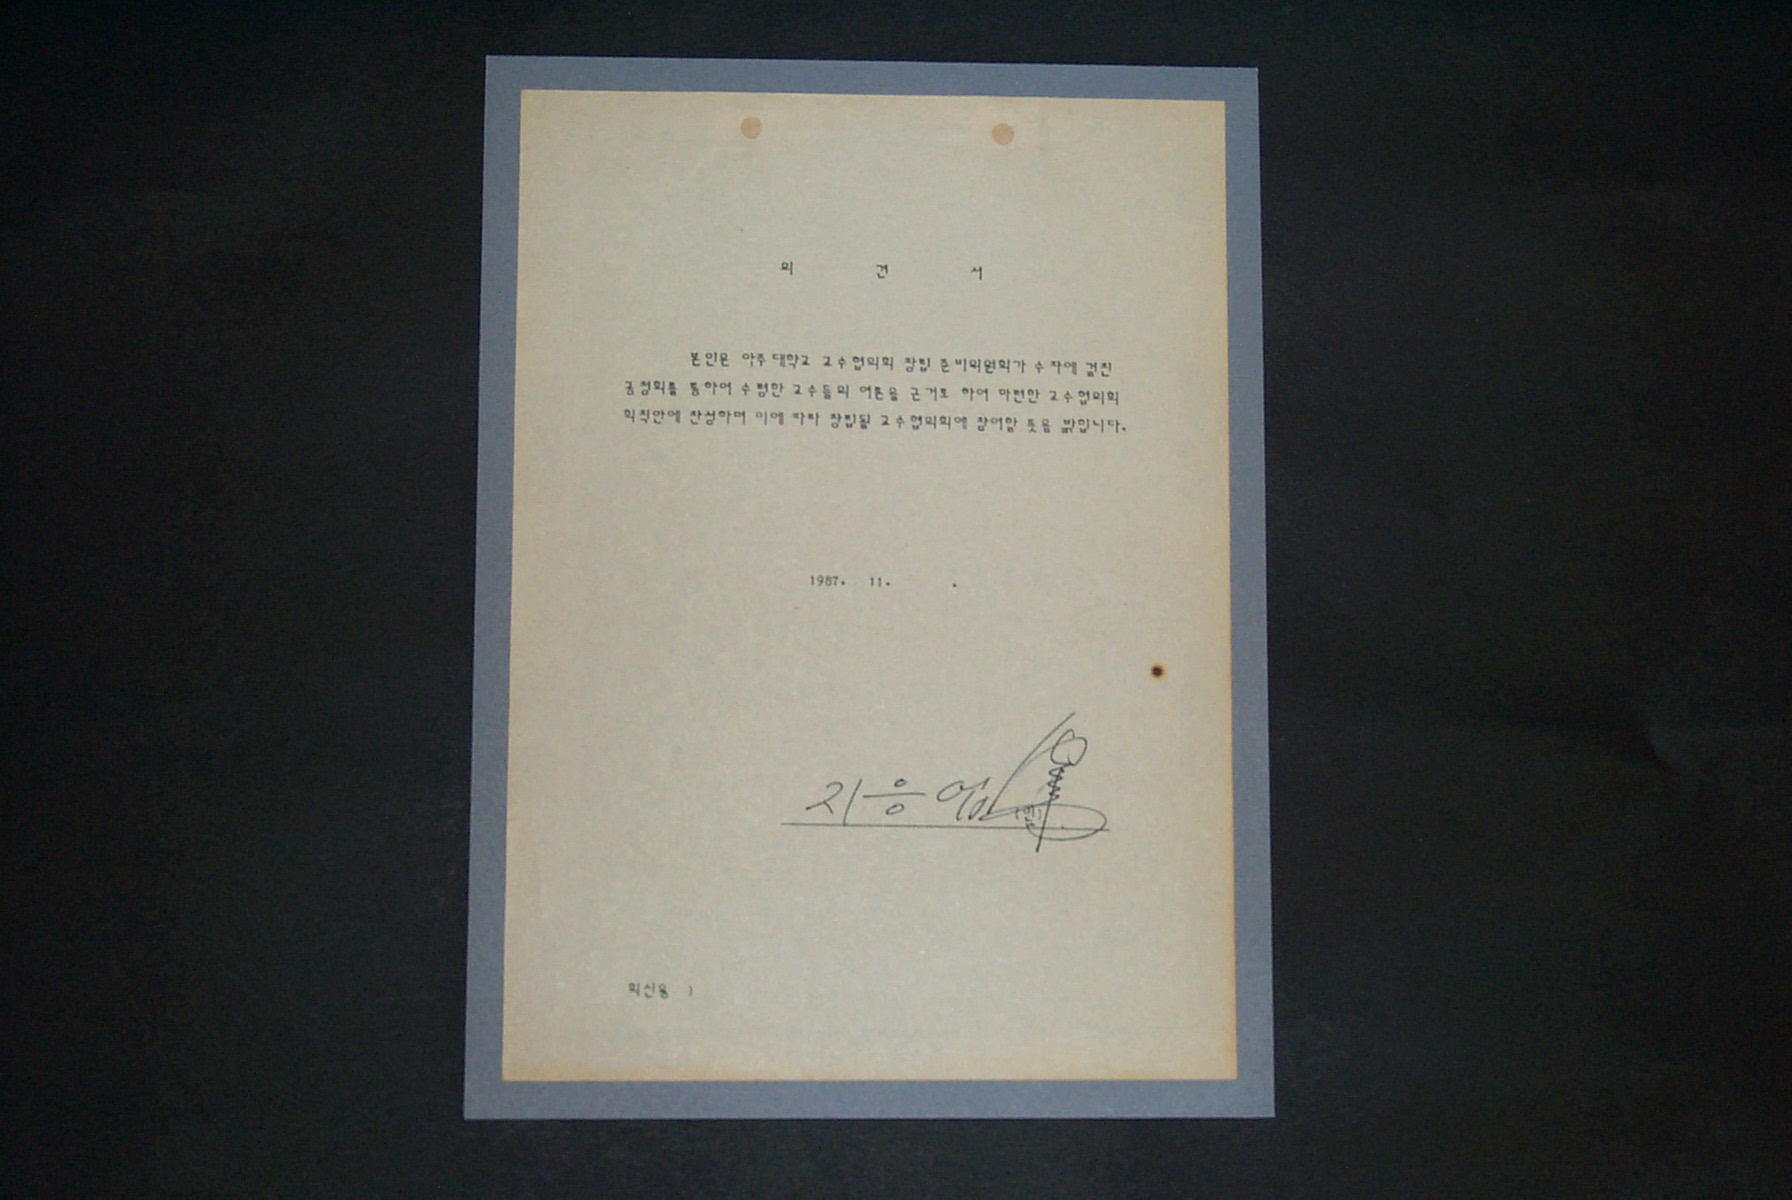 의 견 서
본인은 아주대학교 교수협의회 창립 준비위원회가 수차에 걸친
공청회를 통하여 수렴한 교수들의 여론을 근거로 하여 마련한 교수협의회
회칙안에 찬성하며 이에 따라 창립될 교수협의회에 참여할 뜻을 밝힙니다.
1987. 11. .
지응업
(인)
회신용 )